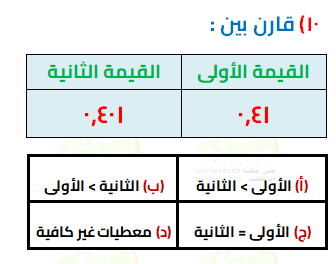 ١٠) قارن بين :
القيمة الأولى القيمة الثانية
٠,٤١ ٠,٤٠١
(أ) الأولى > الثانية (ب) الثانية > الأولى
(ج) الأولى = الثانية (د) معطيات غير كافية